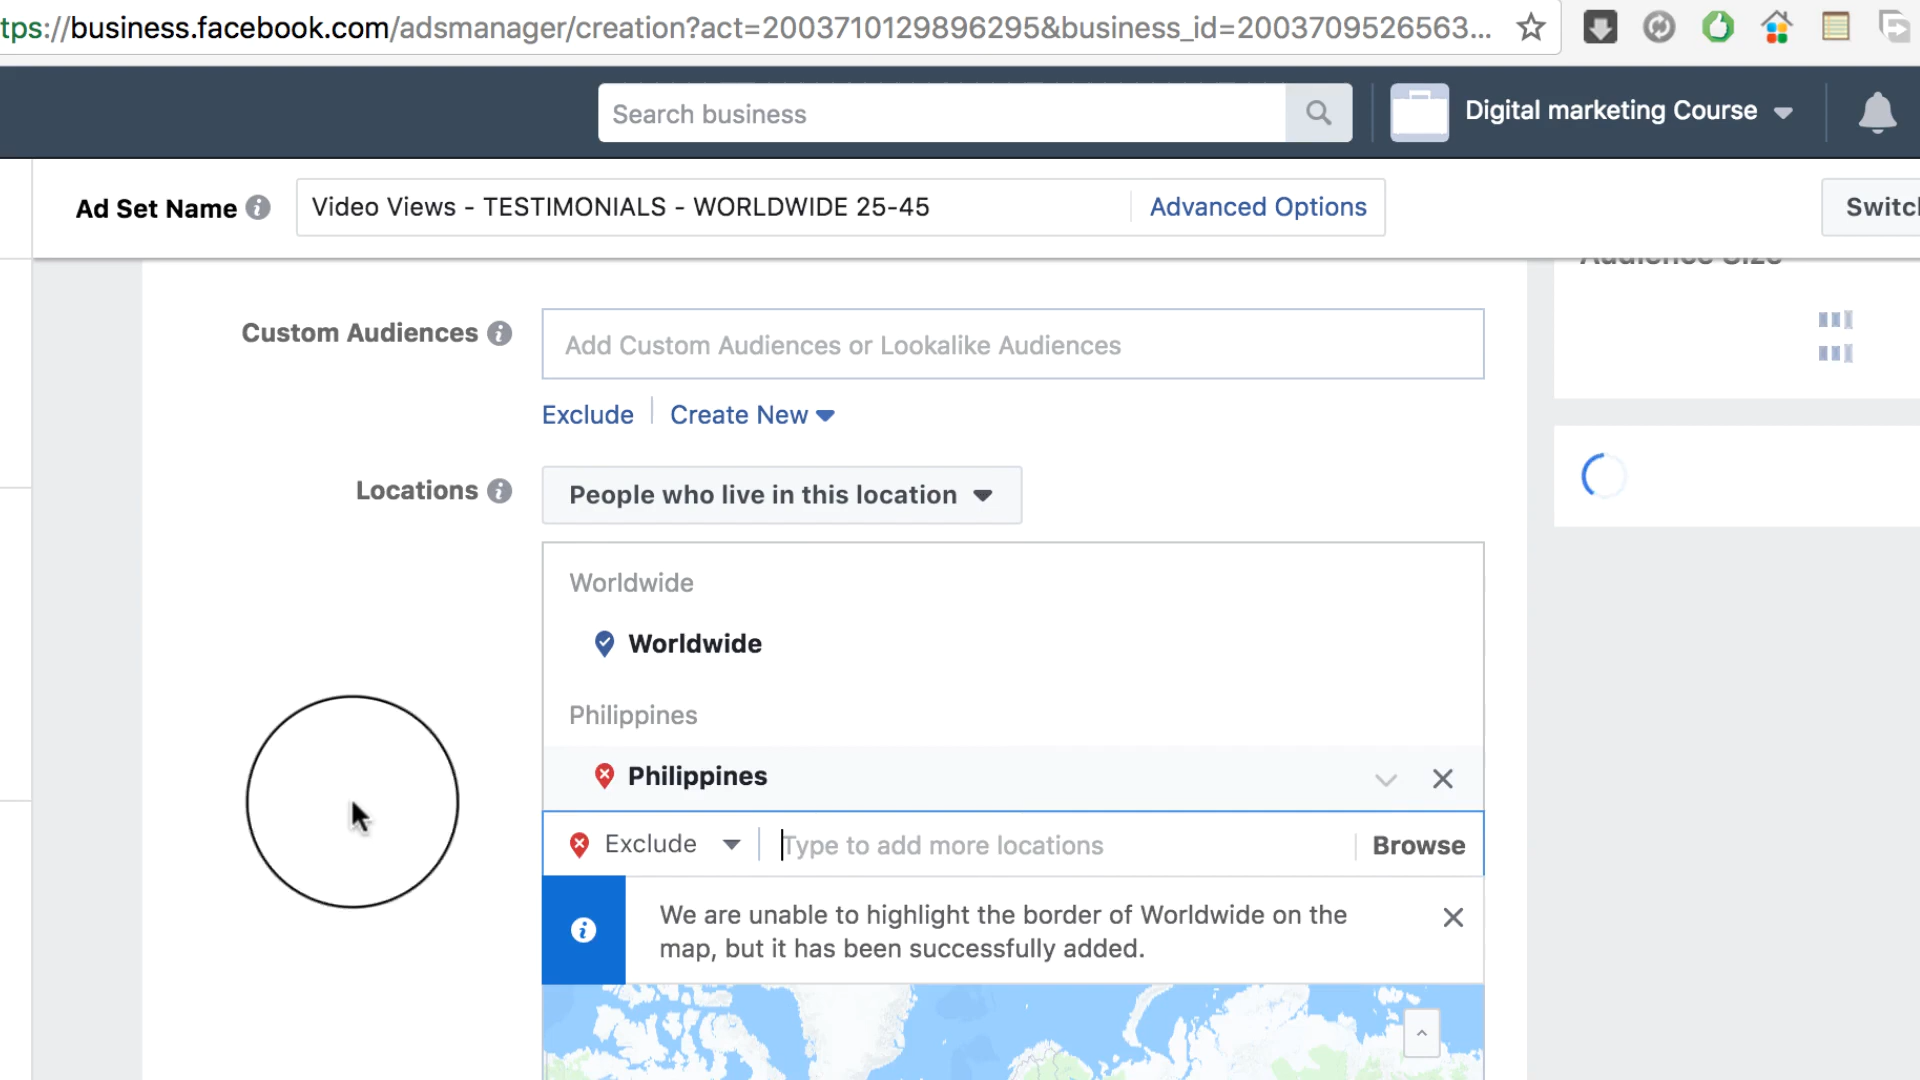 tps://business.facebook.com/adsmanager/creation?act=2003710129896295&business_id=2003709526563...
Search business
Digital marketing Course
Ad Set Name
Video Views - TESTIMONIALS - WORLDWIDE 25-45
Advanced Options
Switch
Audience Size
Custom Audiences
Add Custom Audiences or Lookalike Audiences
Exclude
Create New
Locations
People who live in this location
Worldwide
Worldwide
Philippines
Philippines
Exclude
Type to add more locations
Browse
We are unable to highlight the border of Worldwide on the
map, but it has been successfully added.